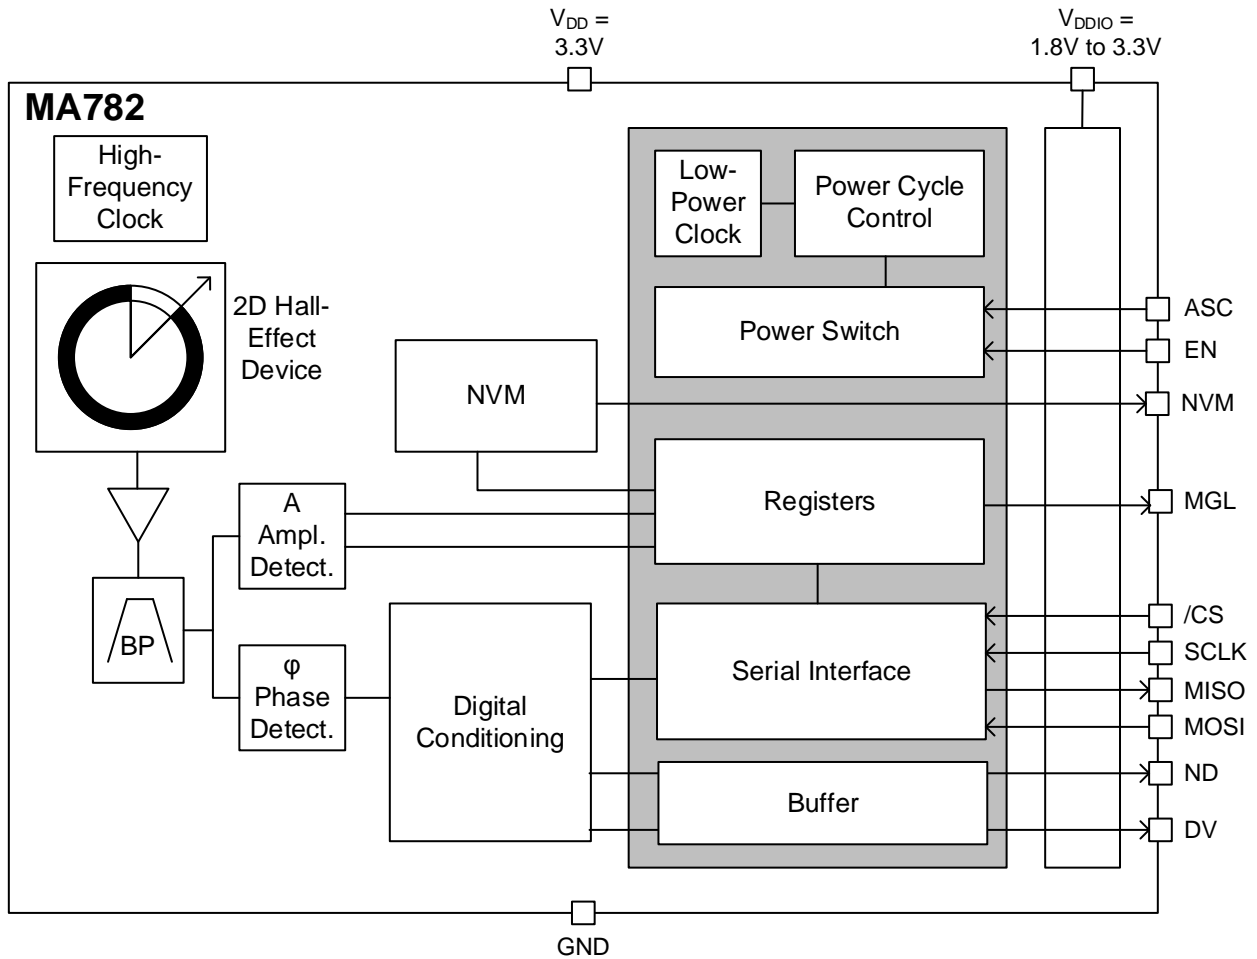 V_DD =
3.3V
V_DDIO =
1.8V to 3.3V
MA782
High-
Frequency
Clock
Low-
Power
Clock
Power Cycle
Control
2D Hall-
Effect
Device
Power Switch
ASC
EN
NVM
NVM
A
Ampl.
Detect.
Registers
MGL
BP
φ
Phase
Detect.
Digital
Conditioning
Serial Interface
/CS
SCLK
MISO
MOSI
Buffer
ND
DV
GND